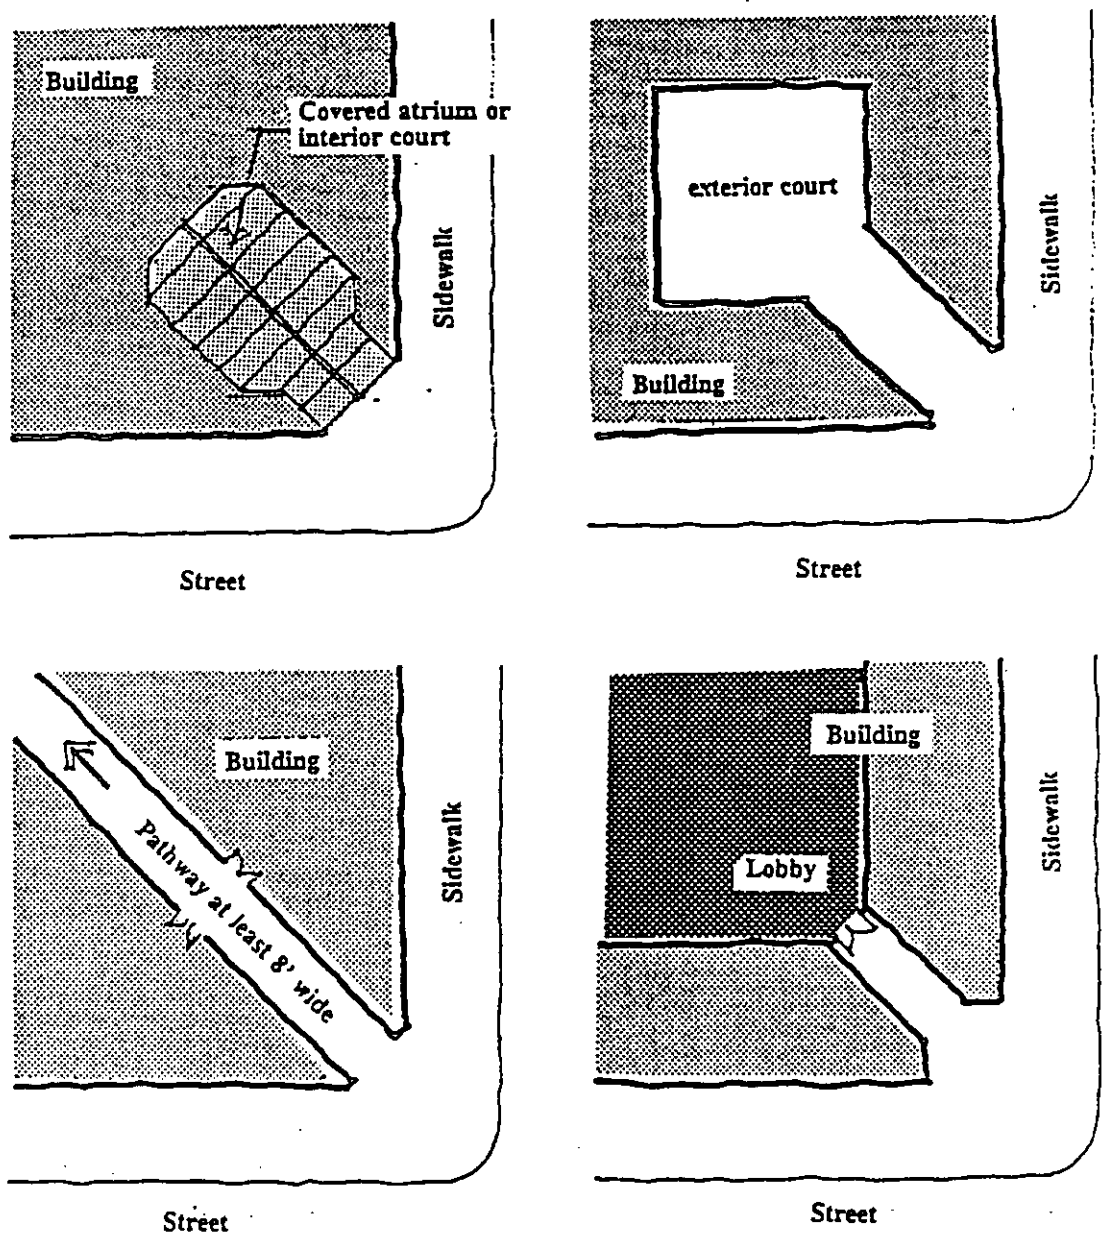 Building
Covered atrium or
interior court
Sidewalk
Street
exterior court
Building
Sidewalk
Street
Building
Pathway at least 8' wide
Sidewalk
Street
Building
Lobby
Sidewalk
Street